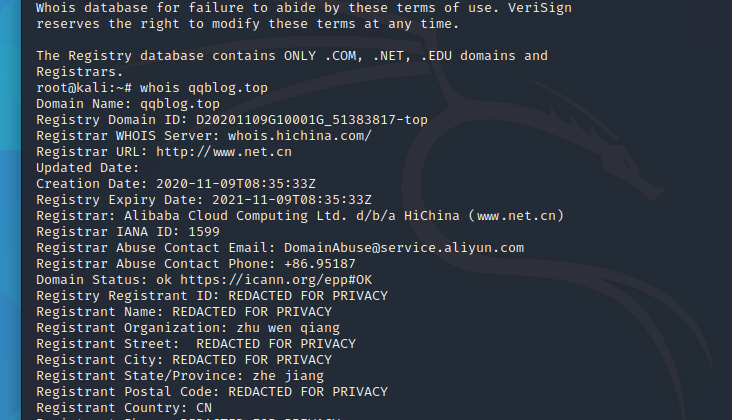 Whois database for failure to abide by these terms of use. VeriSign
reserves the right to modify these terms at any time.
The Registry database contains ONLY .COM, .NET, .EDU domains and
Registrars.
root@kali:~# whois qqblog.top
Domain Name: qqblog.top
Registry Domain ID: D20201109G10001G_51383817-top
Registrar WHOIS Server: whois.hichina.com/
Registrar URL: http://www.net.cn
Updated Date:
Creation Date: 2020-11-09T08:35:33Z
Registry Expiry Date: 2021-11-09T08:35:33Z
Registrar: Alibaba Cloud Computing Ltd. d/b/a HiChina (www.net.cn)
Registrar IANA ID: 1599
Registrar Abuse Contact Email: DomainAbuse@service.aliyun.com
Registrar Abuse Contact Phone: +86.95187
Domain Status: ok https://icann.org/epp#OK
Registry Registrant ID: REDACTED FOR PRIVACY
Registrant Name: REDACTED FOR PRIVACY
Registrant Organization: zhu wen qiang
Registrant Street:  REDACTED FOR PRIVACY
Registrant City: REDACTED FOR PRIVACY
Registrant State/Province: zhe jiang
Registrant Postal Code: REDACTED FOR PRIVACY
Registrant Country: CN